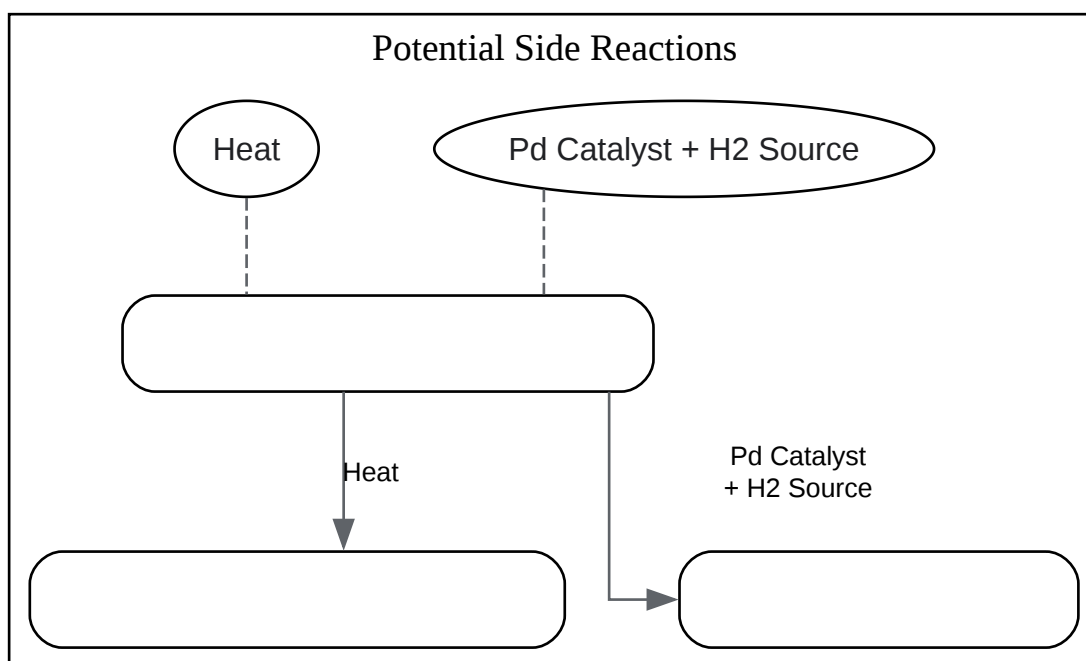 Potential Side Reactions
Heat
Pd Catalyst + H2 Source
Heat
Pd Catalyst
+ H2 Source